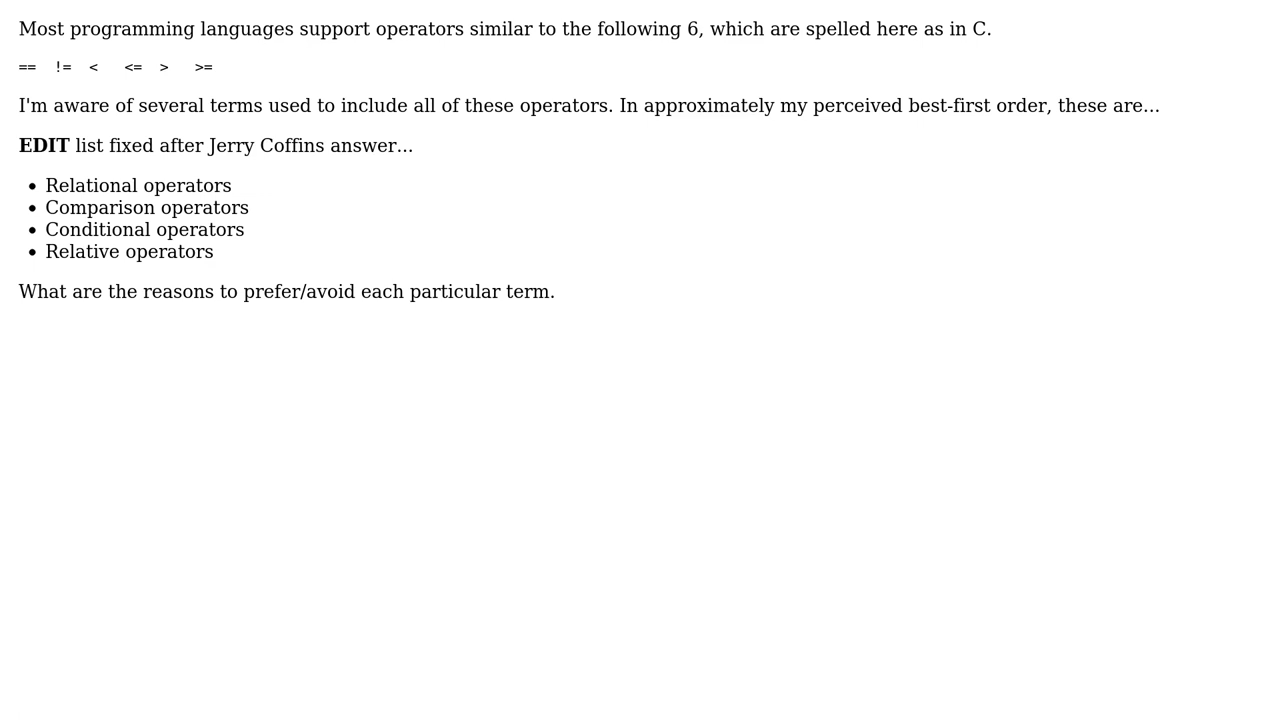 Most programming languages support operators similar to the following 6, which are spelled here as in C.
==  !=  <   <=  >   >=
I'm aware of several terms used to include all of these operators. In approximately my perceived best-first order, these are...
EDIT list fixed after Jerry Coffins answer...
• Relational operators
• Comparison operators
• Conditional operators
• Relative operators
What are the reasons to prefer/avoid each particular term.